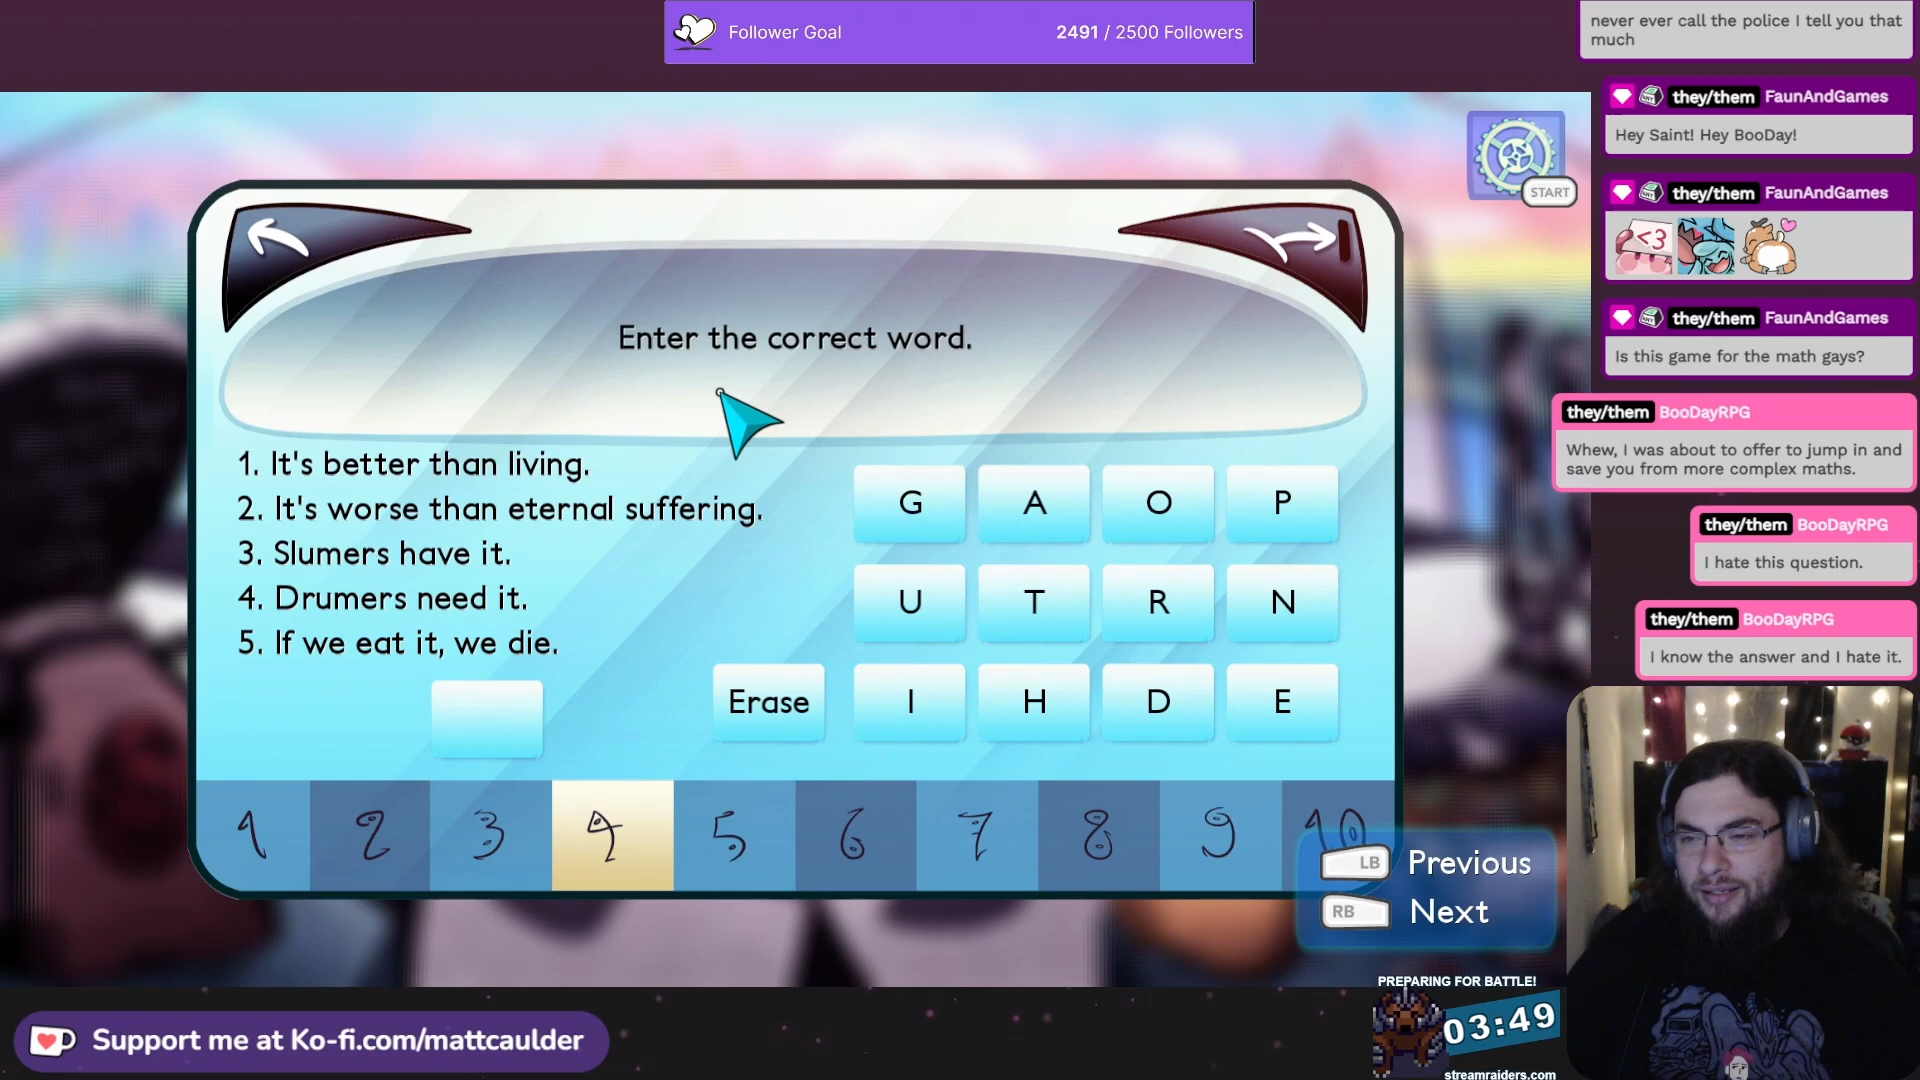 Follower Goal 2491 / 2500 Followers
never ever call the police I tell you that
much
they/them FaunAndGames
Hey Saint! Hey BooDay!
they/them FaunAndGames
<3
they/them FaunAndGames
Is this game for the math gays?
they/them BooDayRPG
Whew, I was about to offer to jump in and
save you from more complex maths.
they/them BooDayRPG
I hate this question.
they/them BooDayRPG
I know the answer and I hate it.
START
Enter the correct word.
1. It's better than living.
2. It's worse than eternal suffering.
3. Slumers have it.
4. Drumers need it.
5. If we eat it, we die.
G A O P
U T R N
Erase I H D E
1 2 3 4 5 6 7 8 9 10
LB Previous
RB Next
PREPARING FOR BATTLE!
03:49
streamraiders.com
Support me at Ko-fi.com/mattcaulder